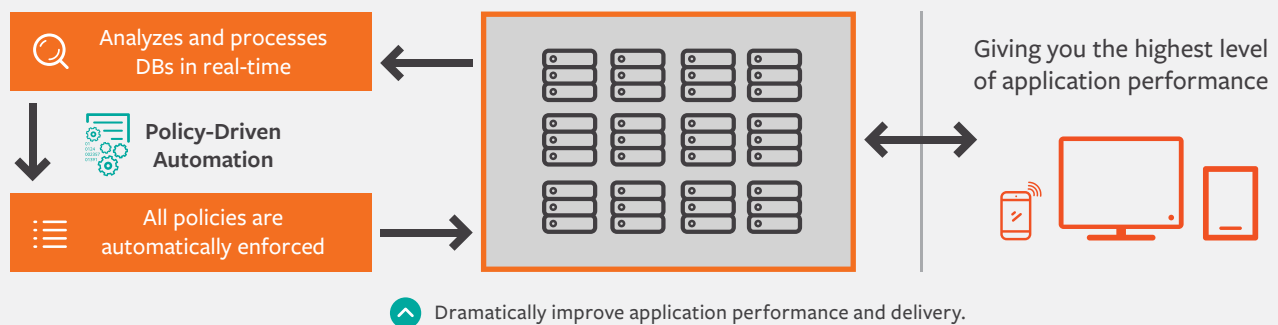 Analyzes and processes
DBs in real-time
Policy-Driven
Automation
All policies are
automatically enforced
Giving you the highest level
of application performance
Dramatically improve application performance and delivery.